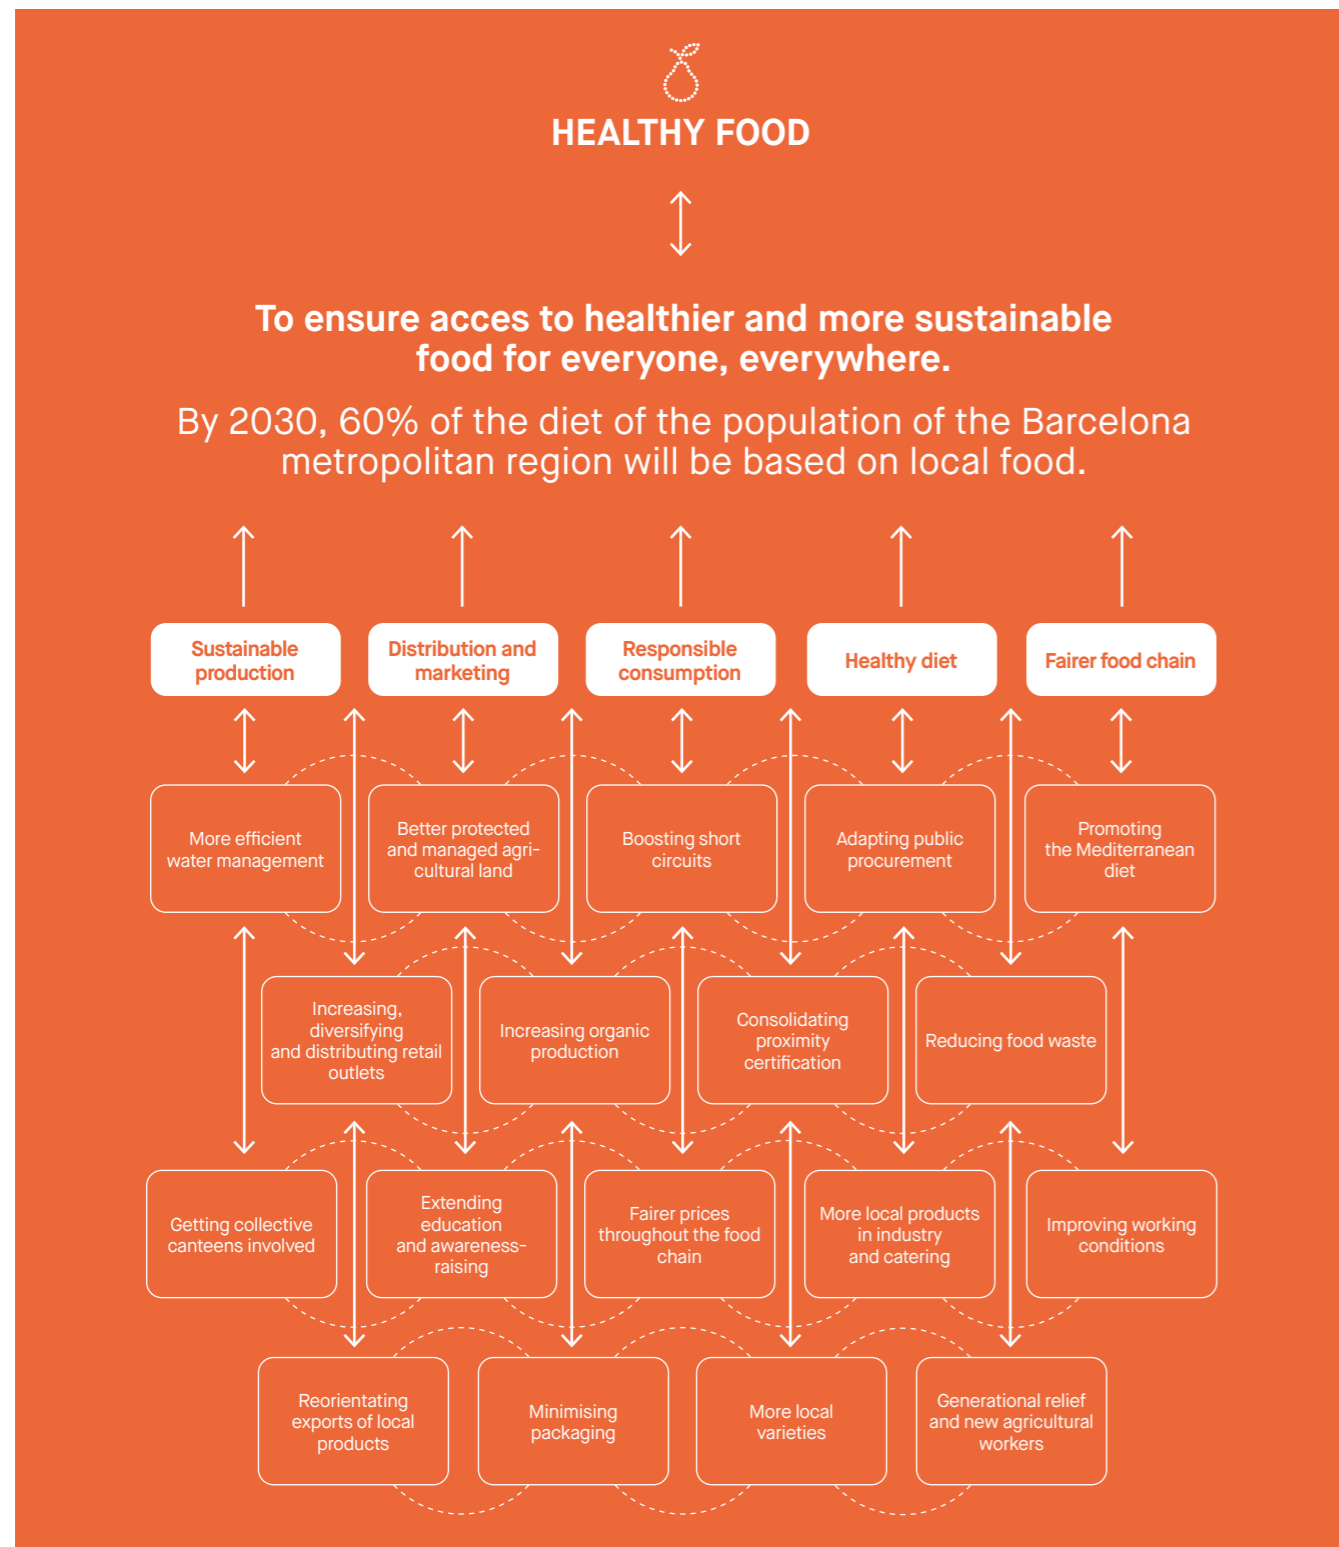 HEALTHY FOOD
To ensure acces to healthier and more sustainable
food for everyone, everywhere.
By 2030, 60% of the diet of the population of the Barcelona
metropolitan region will be based on local food.
Sustainable
production
Distribution and
marketing
Responsible
consumption
Healthy diet
Fairer food chain
More efficient
water management
Better protected
and managed agri-
cultural land
Boosting short
circuits
Adapting public
procurement
Promoting
the Mediterranean
diet
Increasing,
diversifying
and distributing retail
outlets
Increasing organic
production
Consolidating
proximity
certification
Reducing food waste
Getting collective
canteens involved
Extending
education
and awareness-
raising
Fairer prices
throughout the food
chain
More local products
in industry
and catering
Improving working
conditions
Reorientating
exports of local
products
Minimising
packaging
More local
varieties
Generational relief
and new agricultural
workers